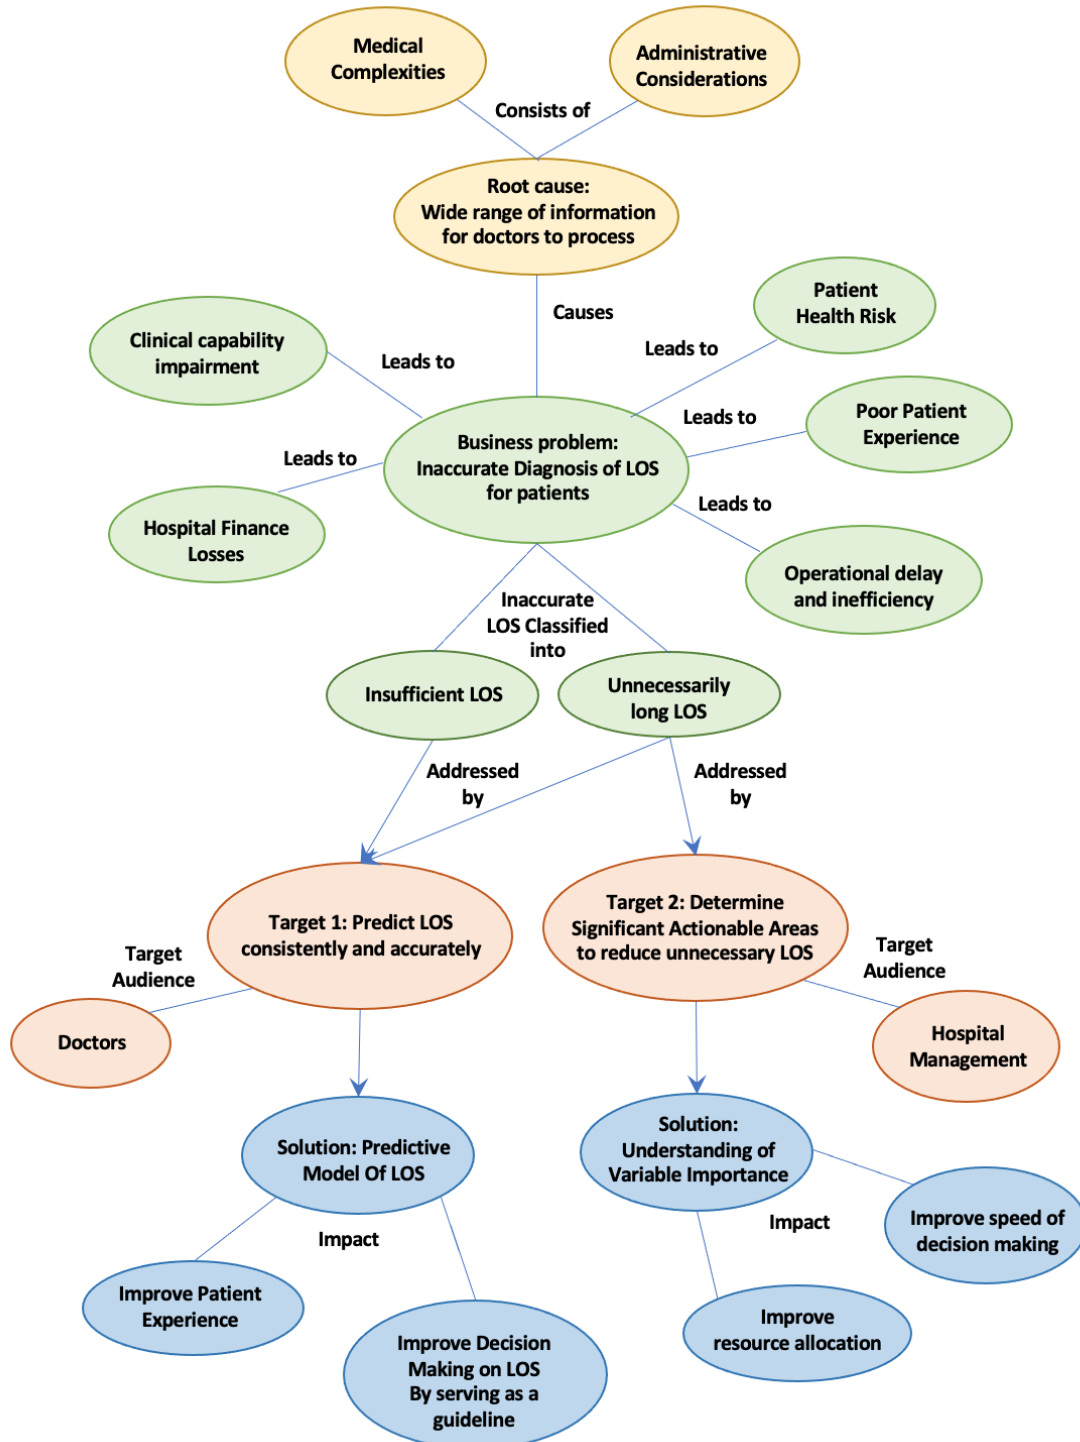 Medical
Complexities
Administrative
Considerations
Consists of
Root cause:
Wide range of information
for doctors to process
Causes
Patient
Health Risk
Clinical capability
impairment
Leads to
Leads to
Poor Patient
Experience
Leads to
Business problem:
Inaccurate Diagnosis of LOS
for patients
Leads to
Hospital Finance
Losses
Leads to
Operational delay
and inefficiency
Inaccurate
LOS Classified
into
Insufficient LOS
Unnecessarily
long LOS
Addressed
by
Addressed
by
Target 1: Predict LOS
consistently and accurately
Target 2: Determine
Significant Actionable Areas
to reduce unnecessary LOS
Target
Audience
Target
Audience
Doctors
Hospital
Management
Solution: Predictive
Model Of LOS
Solution:
Understanding of
Variable Importance
Impact
Impact
Improve speed of
decision making
Improve Patient
Experience
Improve Decision
Making on LOS
By serving as a
guideline
Improve
resource allocation